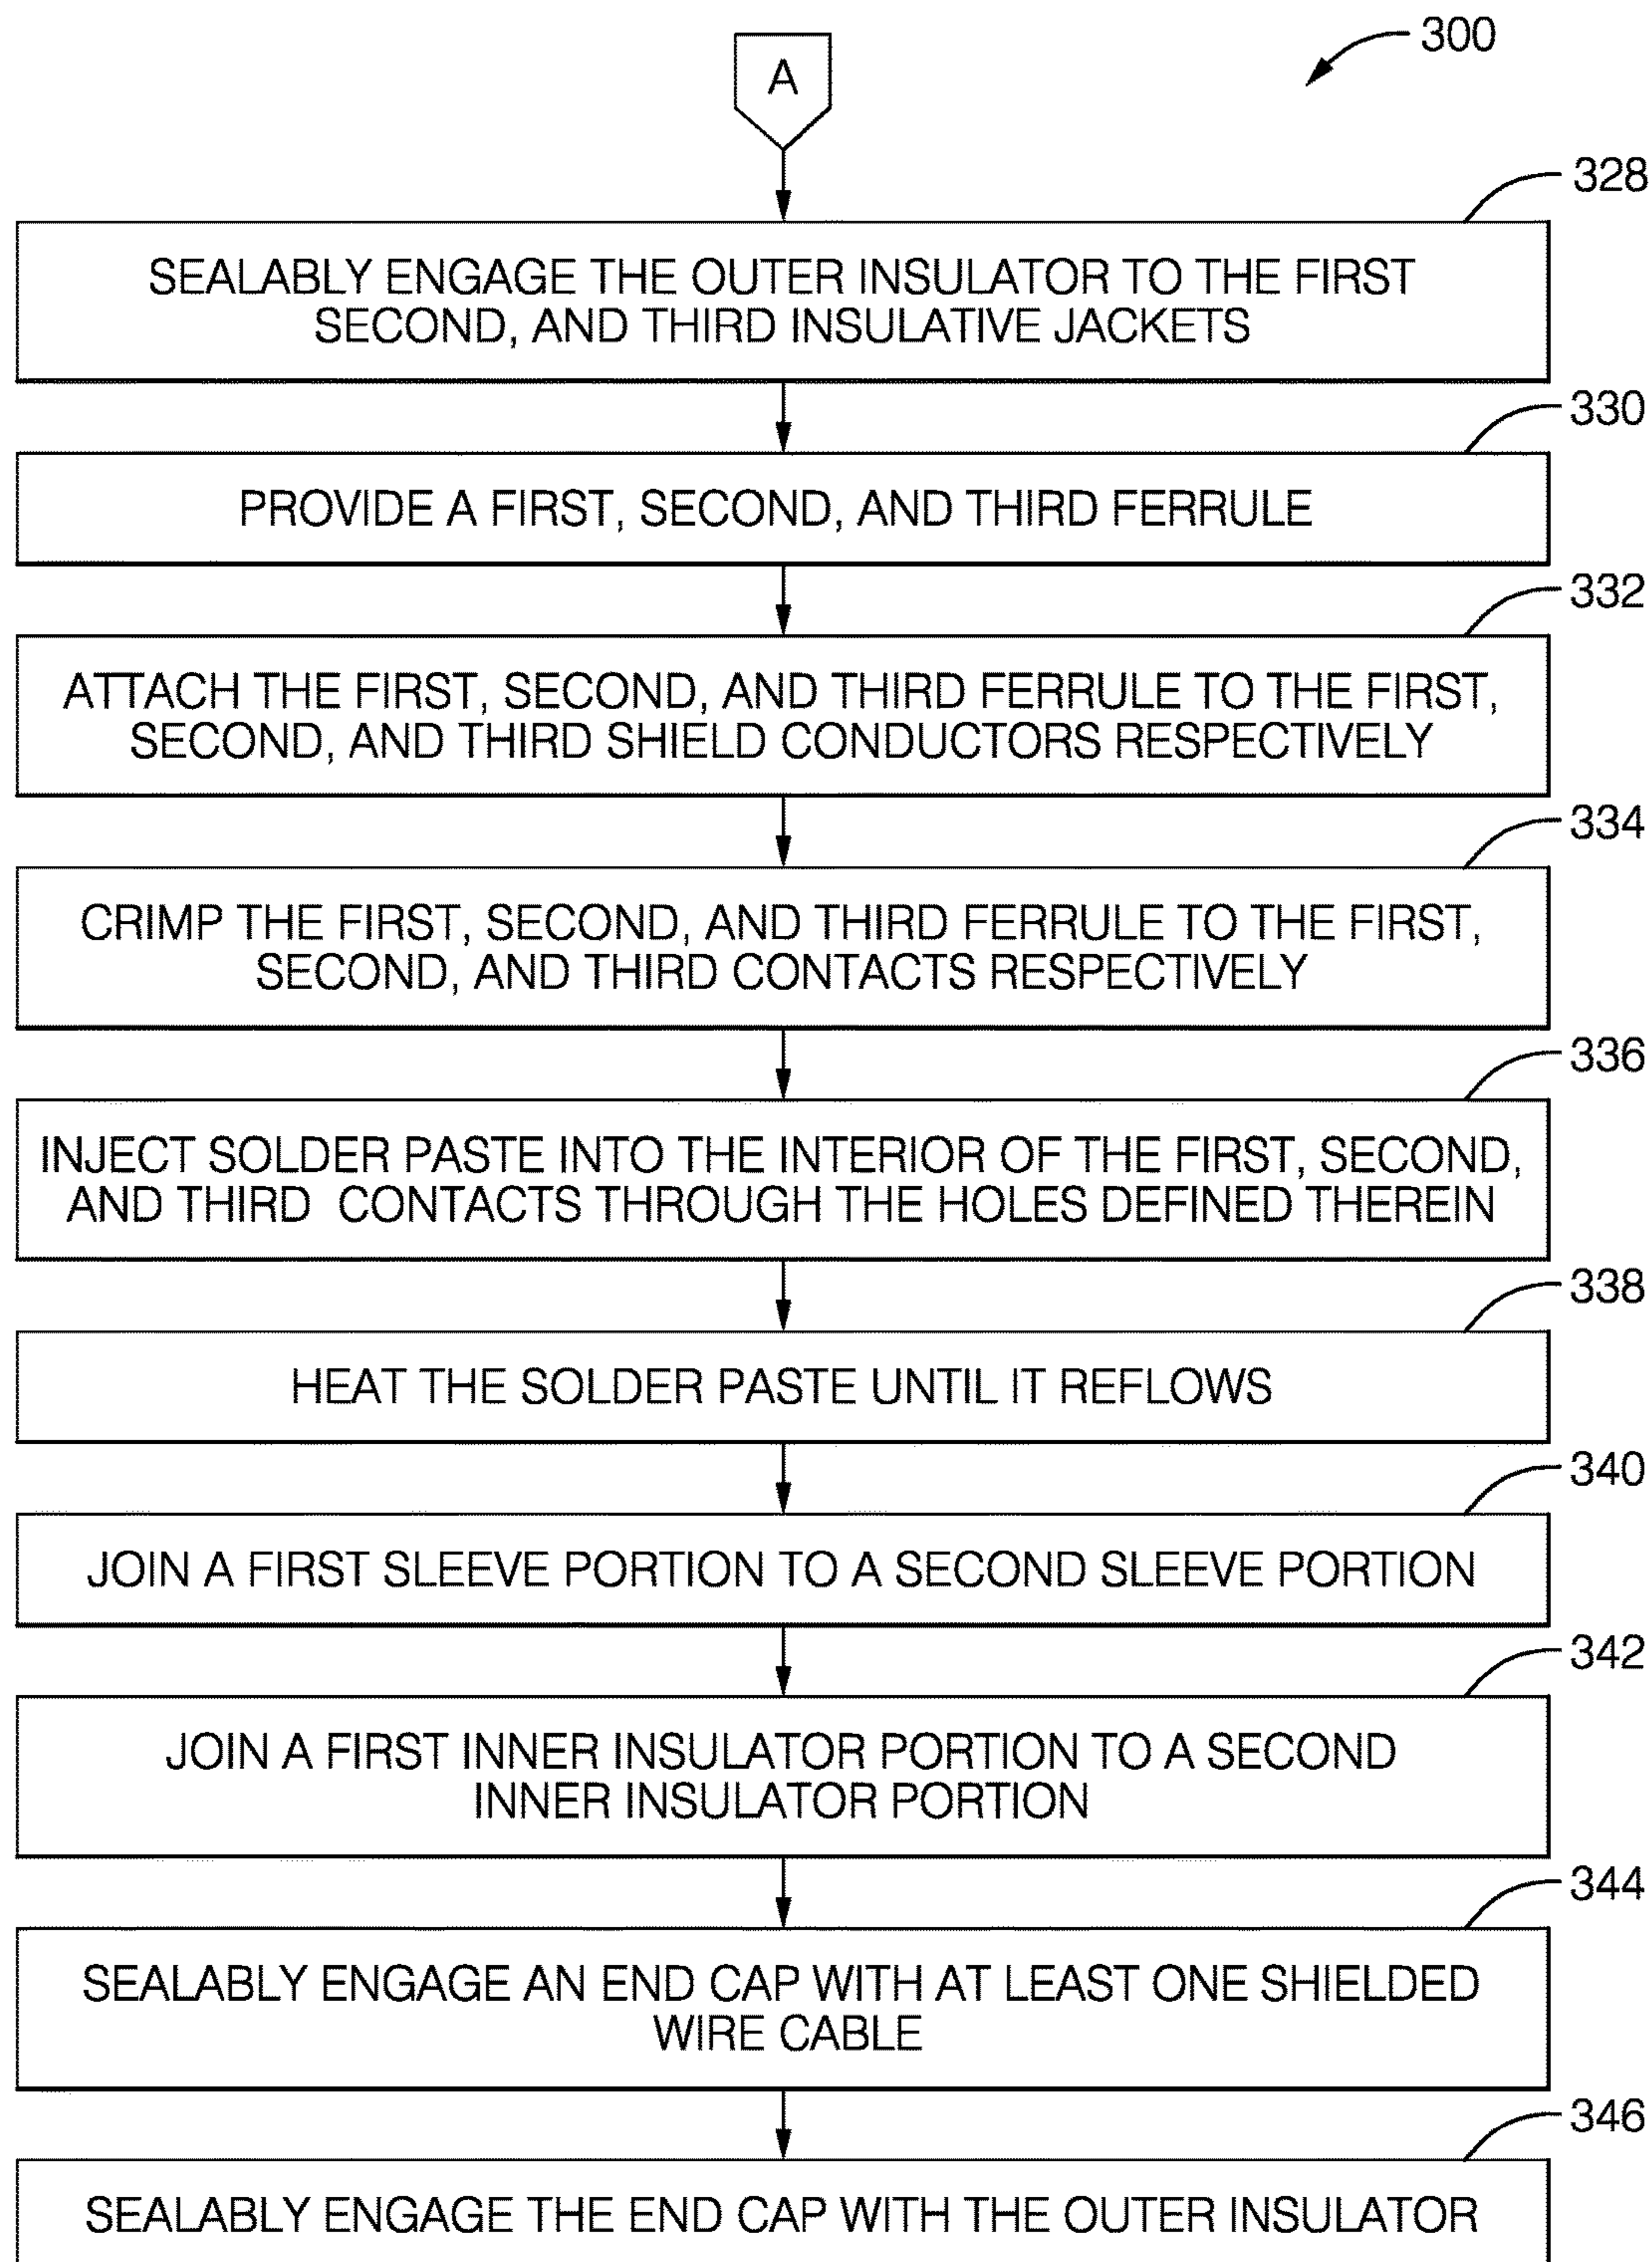 A
300
328
SEALABLY ENGAGE THE OUTER INSULATOR TO THE FIRST
SECOND, AND THIRD INSULATIVE JACKETS
330
PROVIDE A FIRST, SECOND, AND THIRD FERRULE
332
ATTACH THE FIRST, SECOND, AND THIRD FERRULE TO THE FIRST,
SECOND, AND THIRD SHIELD CONDUCTORS RESPECTIVELY
334
CRIMP THE FIRST, SECOND, AND THIRD FERRULE TO THE FIRST,
SECOND, AND THIRD CONTACTS RESPECTIVELY
336
INJECT SOLDER PASTE INTO THE INTERIOR OF THE FIRST, SECOND,
AND THIRD CONTACTS THROUGH THE HOLES DEFINED THEREIN
338
HEAT THE SOLDER PASTE UNTIL IT REFLOWS
340
JOIN A FIRST SLEEVE PORTION TO A SECOND SLEEVE PORTION
342
JOIN A FIRST INNER INSULATOR PORTION TO A SECOND
INNER INSULATOR PORTION
344
SEALABLY ENGAGE AN END CAP WITH AT LEAST ONE SHIELDED
WIRE CABLE
346
SEALABLY ENGAGE THE END CAP WITH THE OUTER INSULATOR